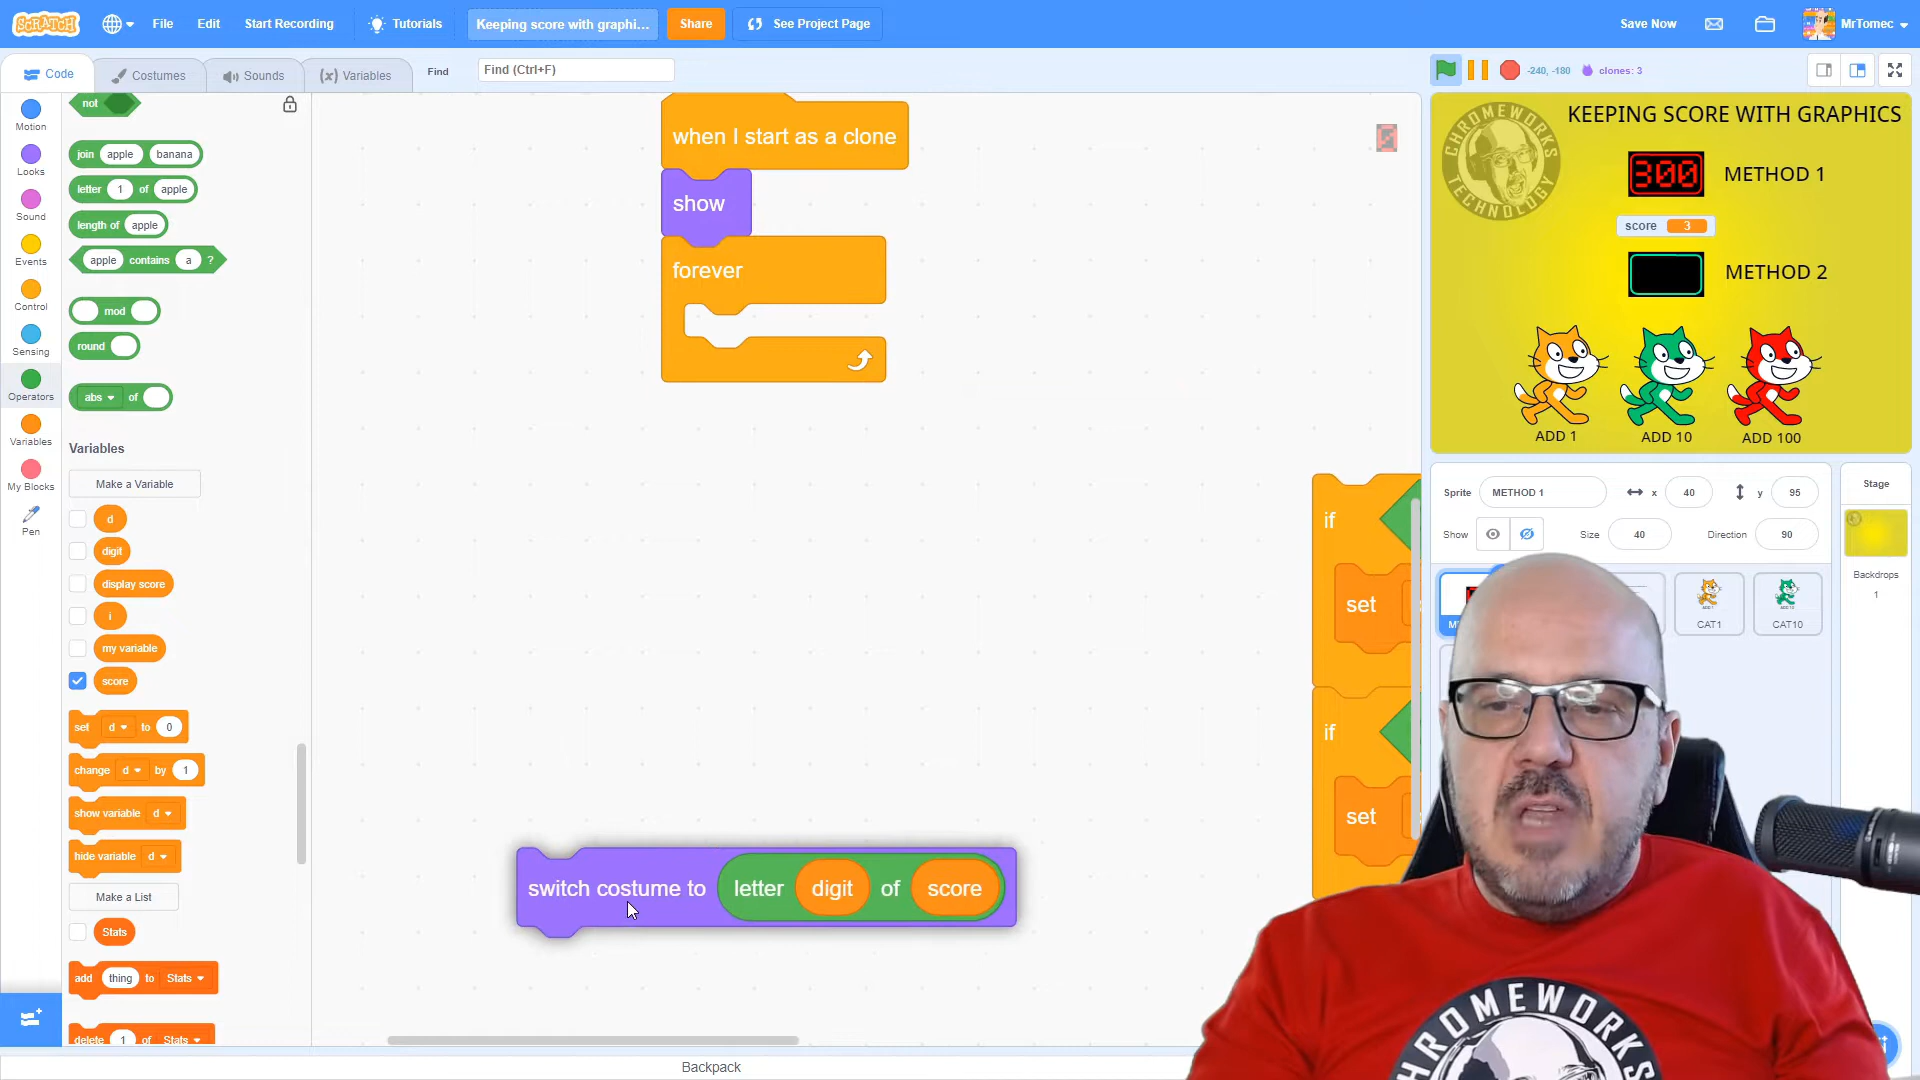 SCRATCH
File
Edit
Start Recording
Tutorials
Keeping score with graphi...
Share
See Project Page
Save Now
MrTomec
Code
Costumes
Sounds
(x) Variables
Find
Find (Ctrl+F)
-240, -180
clones: 3
Motion
Looks
Sound
Events
Control
Sensing
Operators
Variables
My Blocks
Pen
not
join apple banana
letter 1 of apple
length of apple
apple contains a ?
mod
round
abs of
Variables
Make a Variable
d
digit
display score
i
my variable
score
set d to 0
change d by 1
show variable d
hide variable d
Make a List
Stats
add thing to Stats
delete 1 of Stats
when I start as a clone
show
forever
0
switch costume to letter digit of score
if
set
if
set
Backpack
CHROMEWORKS
TECHNOLOGY
KEEPING SCORE WITH GRAPHICS
300
METHOD 1
score 3
METHOD 2
ADD 1
ADD 10
ADD 100
Sprite METHOD 1 x 40 y 95
Show Size 40 Direction 90
CAT1
CAT10
Stage
Backdrops
1
CHROMEWORKS